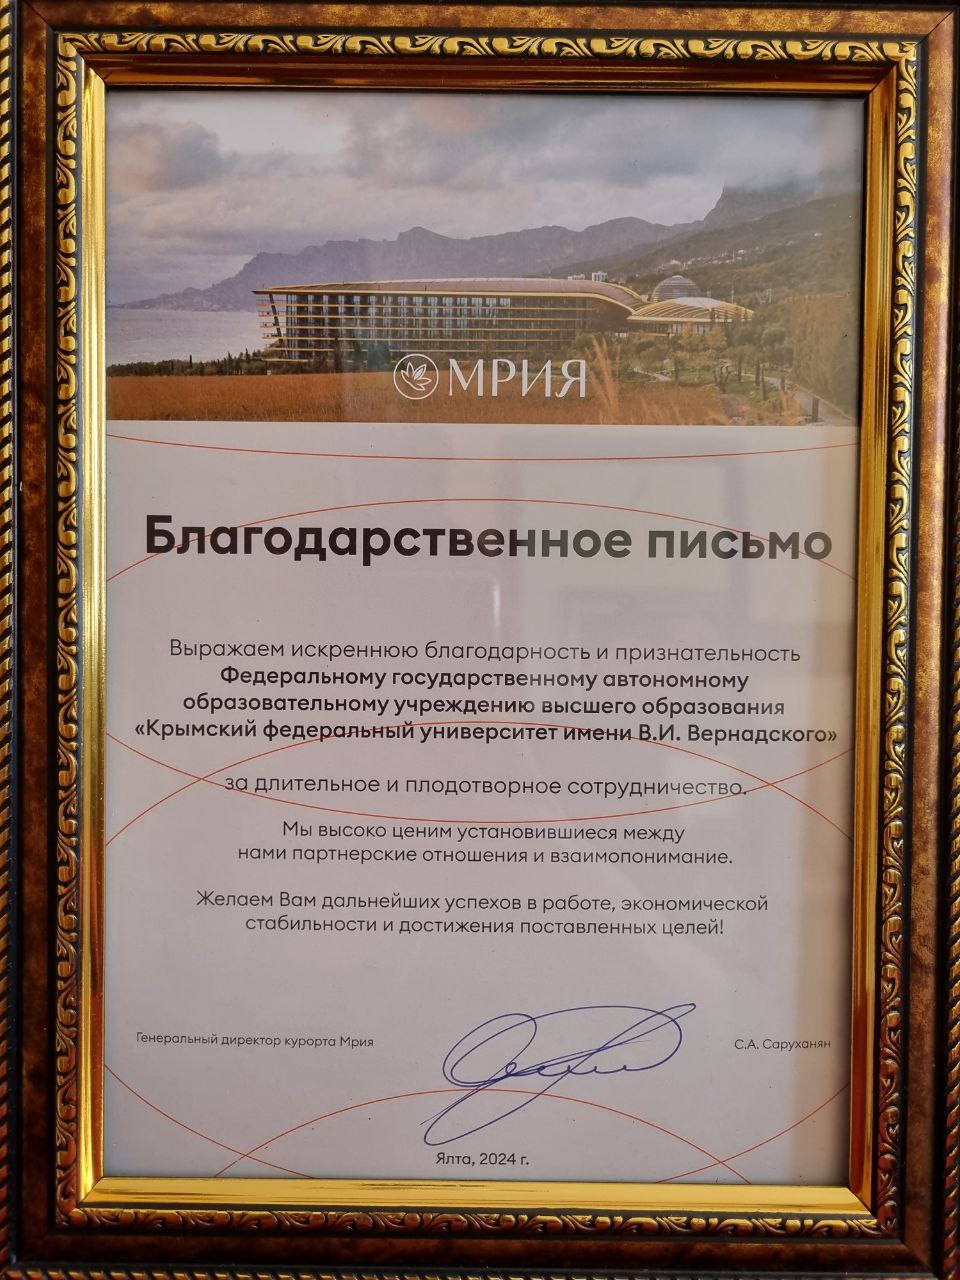 МРИЯ
Благодарственное письмо
Выражаем искреннюю благодарность и признательность
Федеральному государственному автономному
образовательному учреждению высшего образования
«Крымский федеральный университет имени В.И. Вернадского»
за длительное и плодотворное сотрудничество.
Мы высоко ценим установившиеся между
нами партнерские отношения и взаимопонимание.
Желаем Вам дальнейших успехов в работе, экономической
стабильности и достижения поставленных целей!
Генеральный директор курорта Мрия
С.А. Саруханян
Ялта, 2024 г.